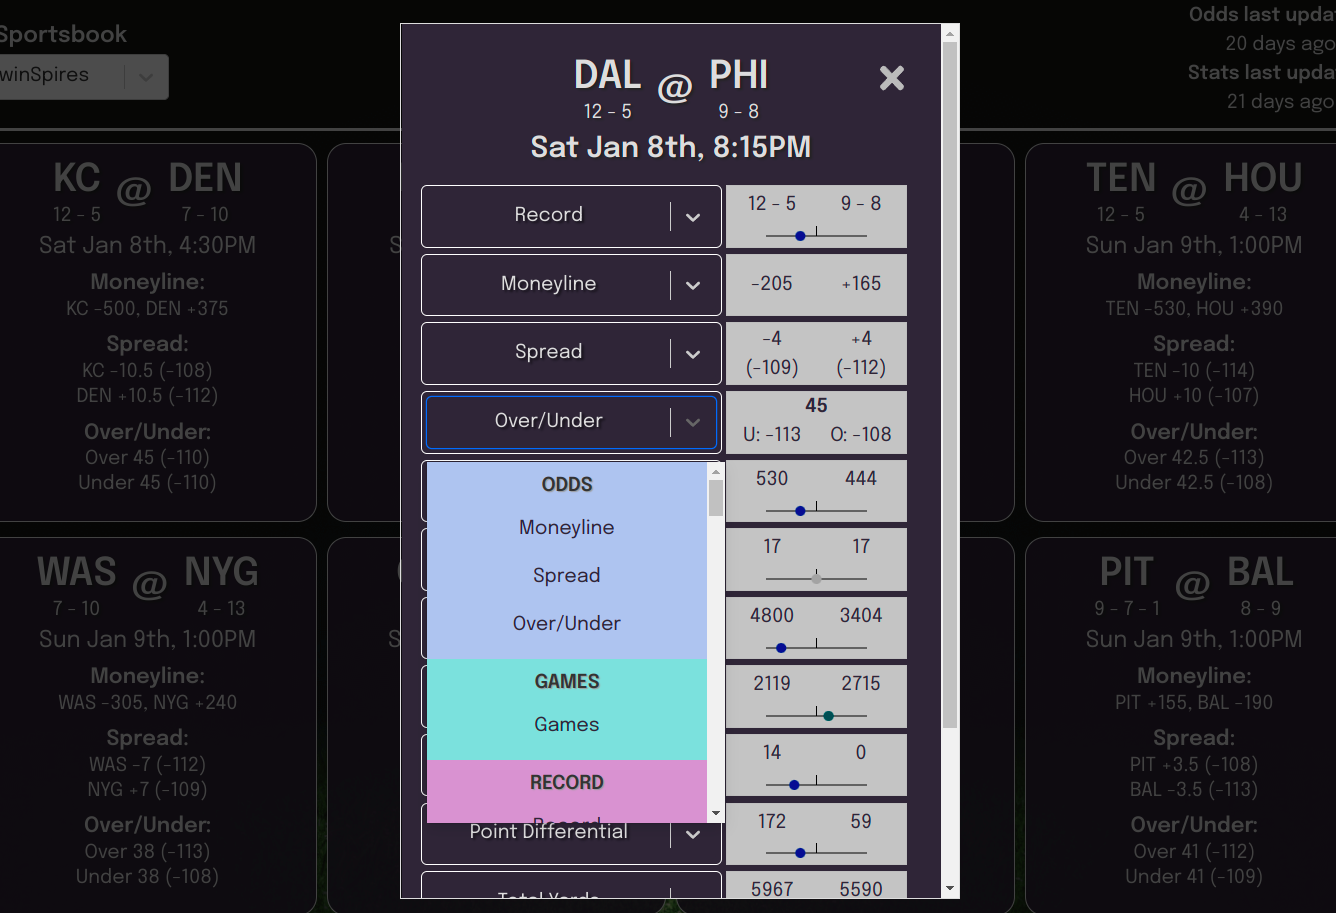 Sportsbook
winSpires
Odds last upda
20 days ago
Stats last upda
21 days ago
KC @ DEN
12 - 5 7 - 10
Sat Jan 8th, 4:30PM
Moneyline:
KC -500, DEN +375
Spread:
KC -10.5 (-108)
DEN +10.5 (-112)
Over/Under:
Over 45 (-110)
Under 45 (-110)
WAS @ NYG
7 - 10 4 - 13
Sun Jan 9th, 1:00PM
Moneyline:
WAS -305, NYG +240
Spread:
WAS -7 (-112)
NYG +7 (-109)
Over/Under:
Over 38 (-113)
Under 38 (-108)
DAL @ PHI
12 - 5 9 - 8
Sat Jan 8th, 8:15PM
Record 12 - 5 9 - 8
Moneyline -205 +165
Spread -4 +4
(-109) (-112)
Over/Under 45
U: -113 O: -108
ODDS
Moneyline
Spread
Over/Under
GAMES
Games
RECORD
Record
530 444
17 17
4800 3404
2119 2715
14 0
Point Differential 172 59
Total Yards 5967 5590
TEN @ HOU
12 - 5 4 - 13
Sun Jan 9th, 1:00PM
Moneyline:
TEN -530, HOU +390
Spread:
TEN -10 (-114)
HOU +10 (-107)
Over/Under:
Over 42.5 (-113)
Under 42.5 (-108)
PIT @ BAL
9 - 7 - 1 8 - 9
Sun Jan 9th, 1:00PM
Moneyline:
PIT +155, BAL -190
Spread:
PIT +3.5 (-108)
BAL -3.5 (-113)
Over/Under:
Over 41 (-112)
Under 41 (-109)